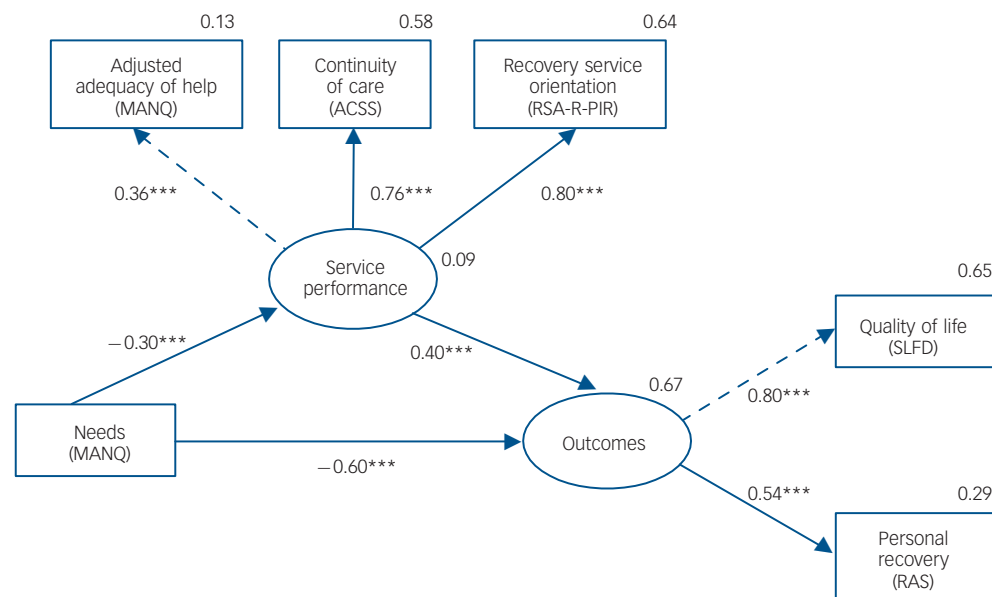 0.13
0.58
0.64
Adjusted
adequacy of help
(MANQ)
Continuity
of care
(ACSS)
Recovery service
orientation
(RSA-R-PIR)
0.36***
0.76***
0.80***
Service
performance
0.09
0.65
Quality of life
(SLFD)
−0.30***
0.40***
0.67
0.80***
Needs
(MANQ)
Outcomes
−0.60***
0.54***
0.29
Personal
recovery
(RAS)